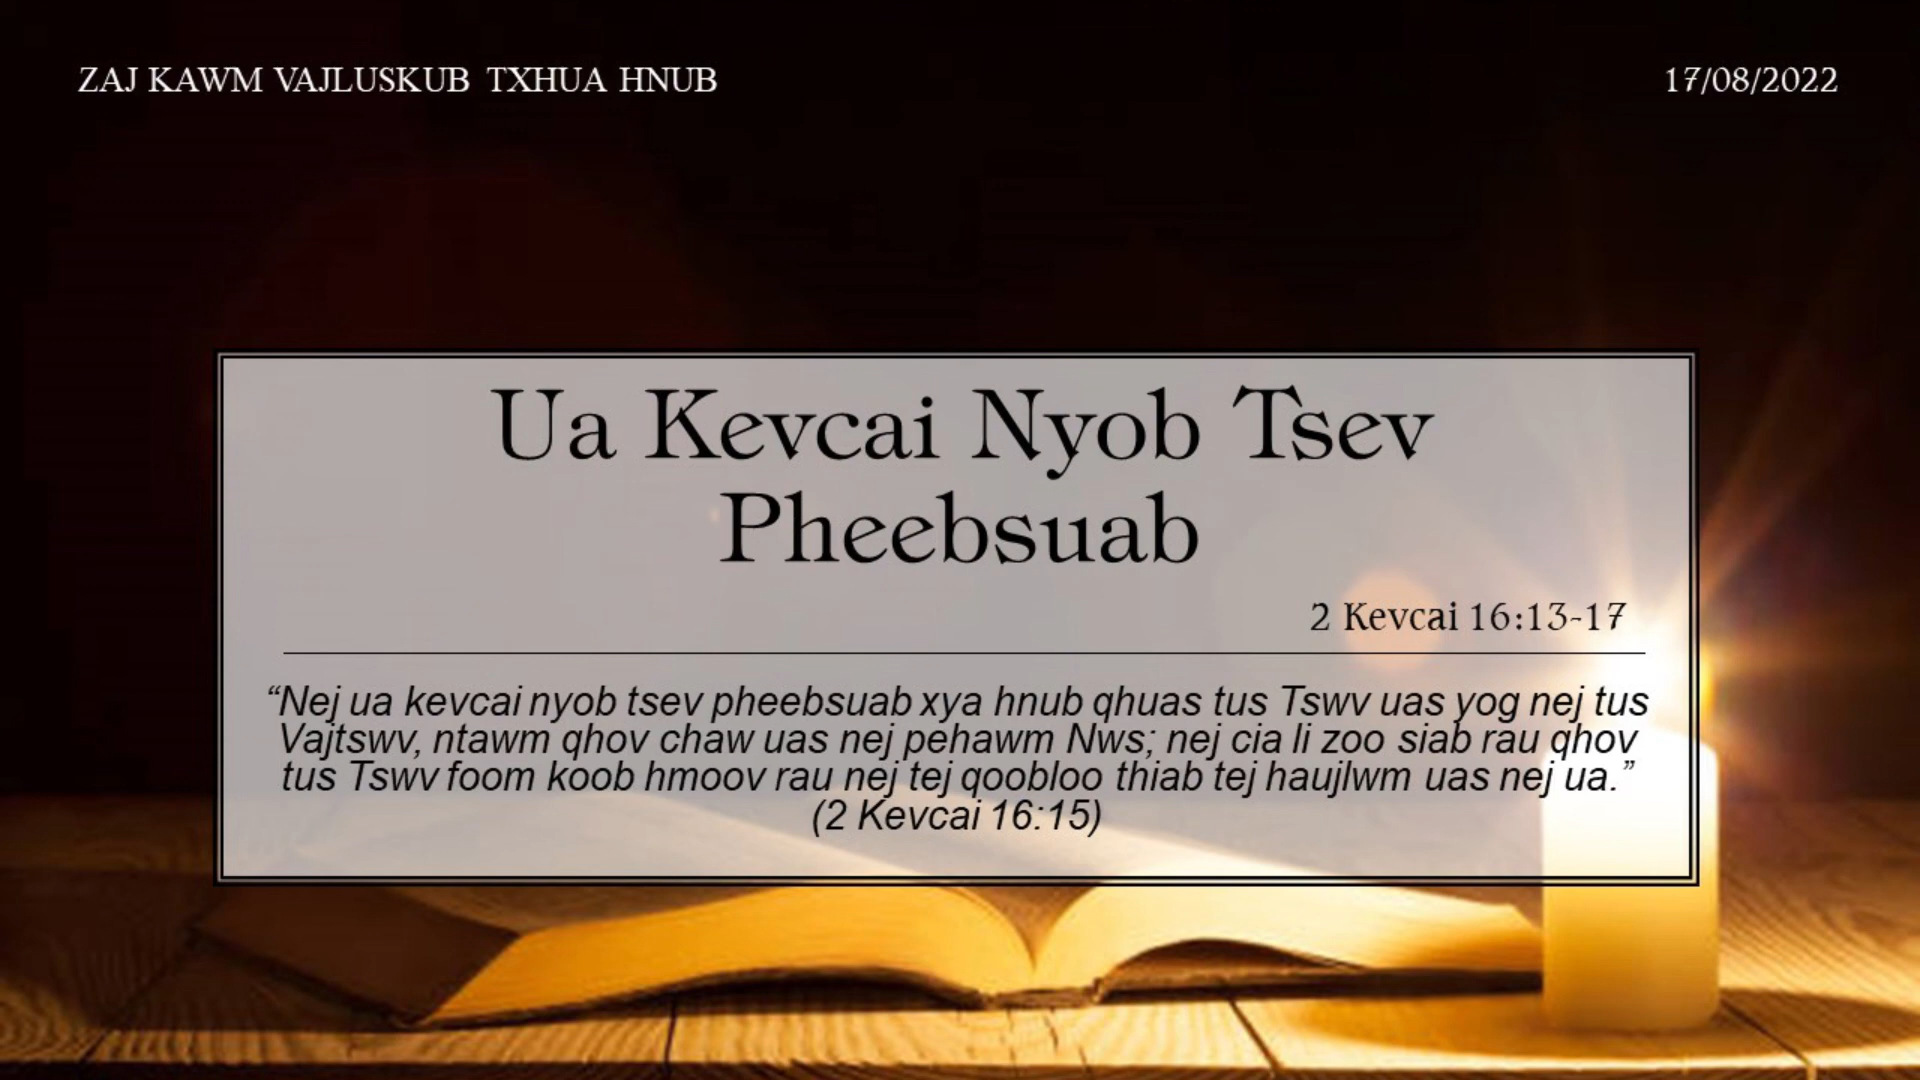 ZAJ KAWM VAJLUSKUB TXHUA HNUB
17/08/2022
Ua Kevcai Nyob Tsev
Pheebsuab
2 Kevcai 16:13-17
“Nej ua kevcai nyob tsev pheebsuab xya hnub qhuas tus Tswv uas yog nej tus
Vajtswv, ntawm qhov chaw uas nej pehawm Nws; nej cia li zoo siab rau qhov
tus Tswv foom koob hmoov rau nej tej qoobloo thiab tej haujlwm uas nej ua.”
(2 Kevcai 16:15)